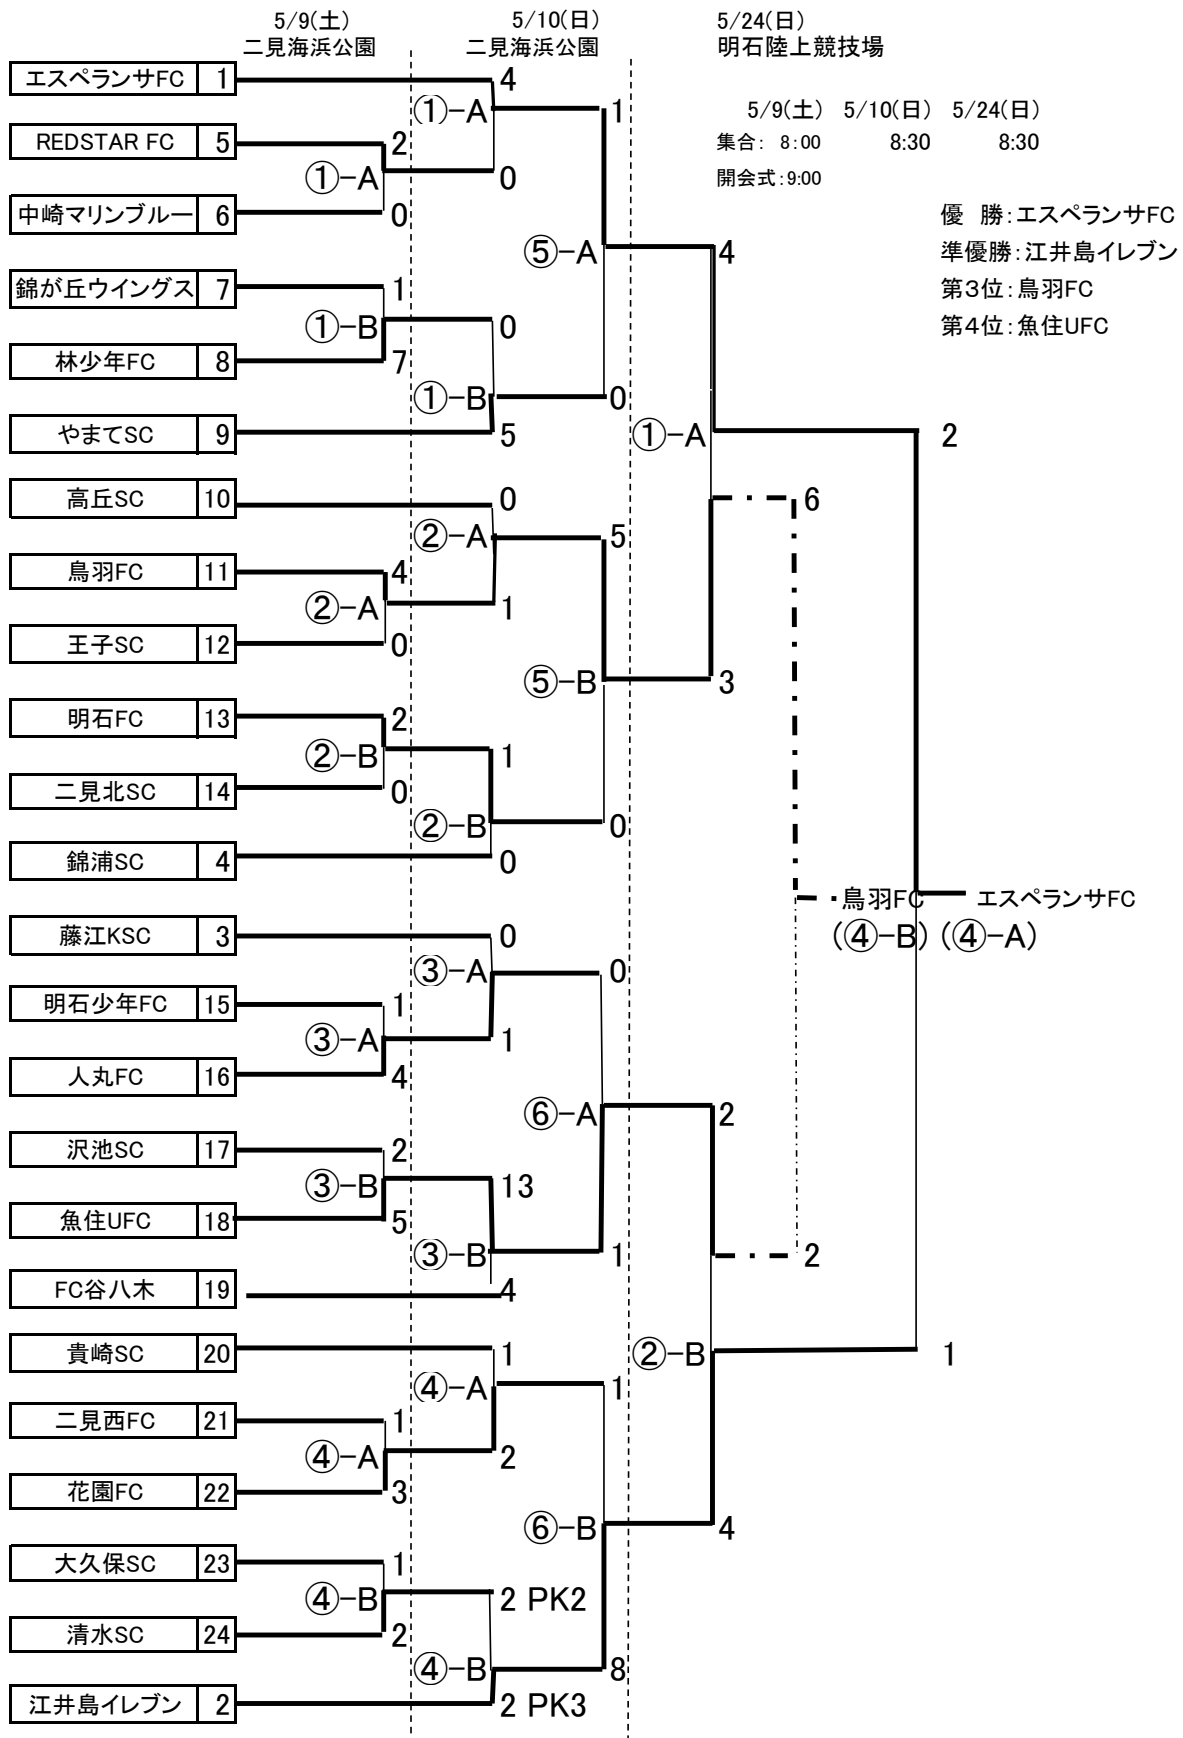 5/9(土) 5/10(日) 5/24(日)
二見海浜公園 二見海浜公園 明石陸上競技場
エスペランサFC 1 4
①-A 1
5/9(土) 5/10(日) 5/24(日)
REDSTAR FC 5 2
集合: 8:00 8:30 8:30
①-A 0
開会式:9:00
中崎マリンブルー 6 0
優 勝:エスペランサFC
⑤-A 4
準優勝:江井島イレブン
錦が丘ウイングス 7 1
第3位:鳥羽FC
①-B 0
第4位:魚住UFC
林少年FC 8 7
①-B 0
やまてSC 9 5
①-A 2
高丘SC 10 0
6
②-A 5
鳥羽FC 11 4
②-A 1
王子SC 12 0
⑤-B 3
明石FC 13 2
②-B 1
二見北SC 14 0
②-B 0
錦浦SC 4 0
鳥羽FC エスペランサFC
藤江KSC 3 0
(④-B) (④-A)
③-A 0
明石少年FC 15 1
③-A 1
人丸FC 16 4
⑥-A 2
沢池SC 17 2
③-B 13
魚住UFC 18 5
③-B 1 2
FC谷八木 19 4
貴崎SC 20 1
②-B 1
④-A 1
二見西FC 21 1
④-A 2
花園FC 22 3
⑥-B 4
大久保SC 23 1
④-B 2 PK2
清水SC 24 2
④-B 8
江井島イレブン 2 2 PK3